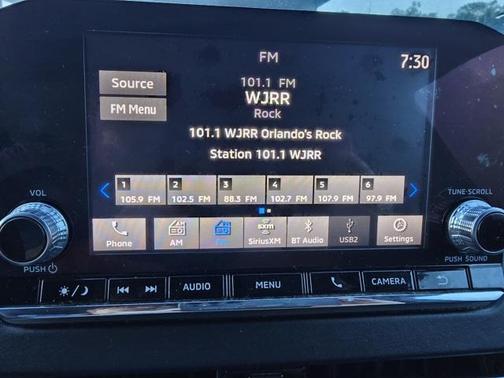 FM
7:30
Source
101.1 FM
WJRR
FM Menu
Rock
101.1 WJRR Orlando's Rock
Station 101.1 WJRR
1 2 3 4 5 6
105.9 FM 102.5 FM 88.3 FM 102.7 FM 107.9 FM 97.9 FM
VOL
TUNE·SCROLL
Phone AM FM SiriusXM BT Audio USB2 Settings
sxm
PUSH
PUSH SOUND
AUDIO MENU CAMERA